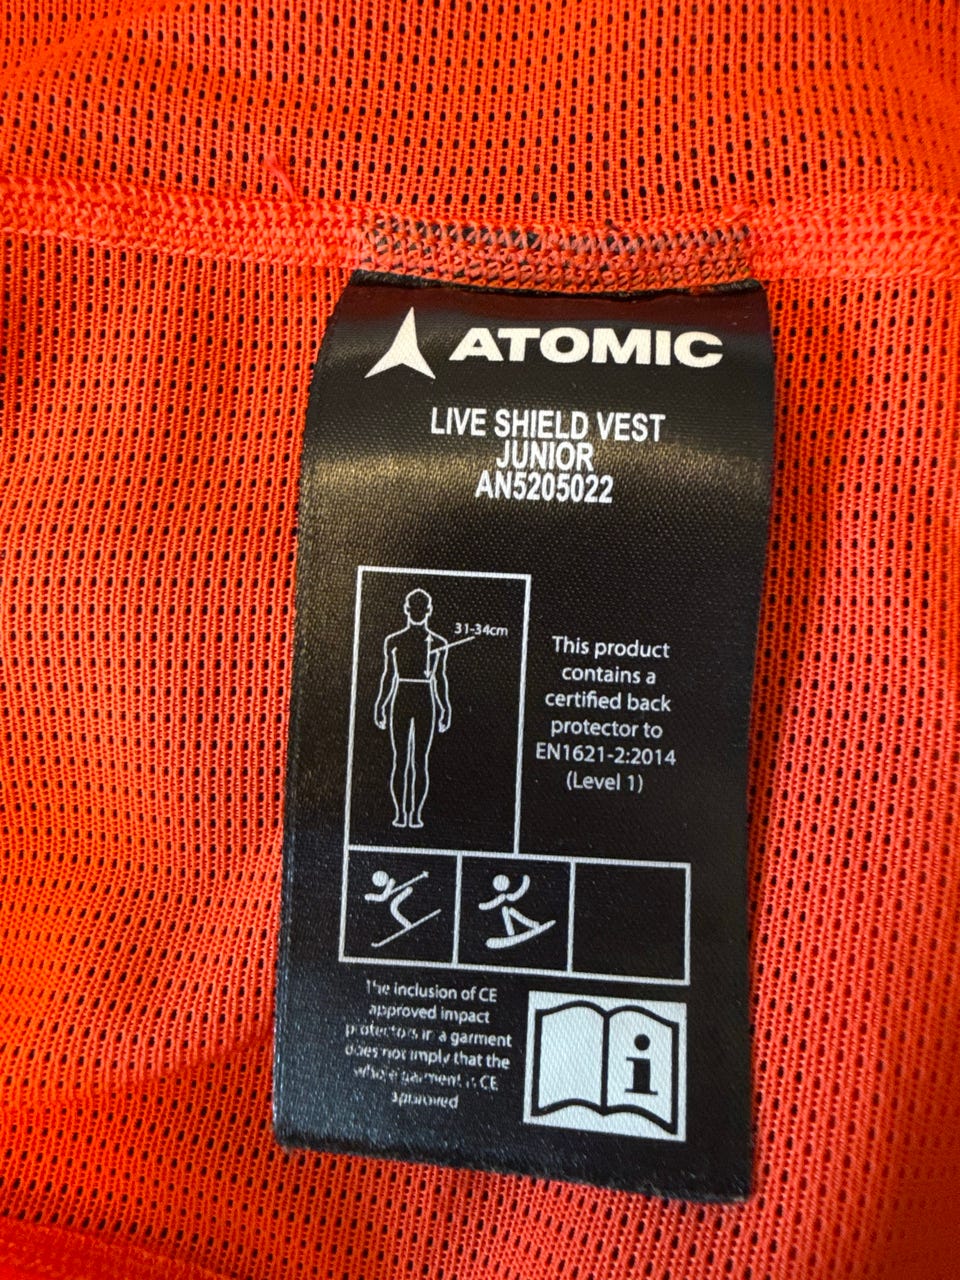 ATOMIC
LIVE SHIELD VEST
JUNIOR
AN5205022
31-34cm
This product
contains a
certified back
protector to
EN1621-2:2014
(Level 1)
The inclusion of CE
approved impact
protectors in a garment
does not imply that the
whole garment is CE
approved
i